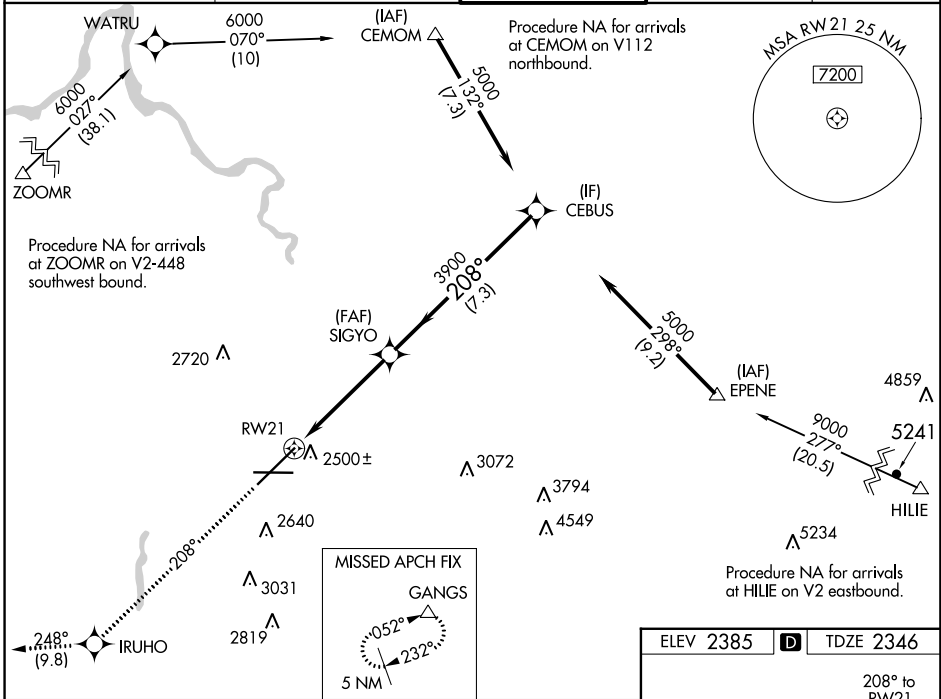 WATRU
6000
070°
(10)
(IAF)
CEMOM
Procedure NA for arrivals
at CEMOM on V112
northbound.
MSA RW21 25 NM
7200
6000
027°
(38.1)
ZOOMR
5000
132°
(7.3)
(IF)
CEBUS
Procedure NA for arrivals
at ZOOMR on V2-448
southwest bound.
3900
208°
(7.3)
(FAF)
SIGYO
2720
5000
298°
(9.2)
(IAF)
EPENE
4859
9000
277°
(20.5)
5241
HILIE
RW21
2500±
3072
3794
4549
2640
5234
208°
3031
2819
MISSED APCH FIX
GANGS
052°
232°
5 NM
Procedure NA for arrivals
at HILIE on V2 eastbound.
248°
(9.8)
IRUHO
ELEV 2385 D TDZE 2346
208° to
RW21